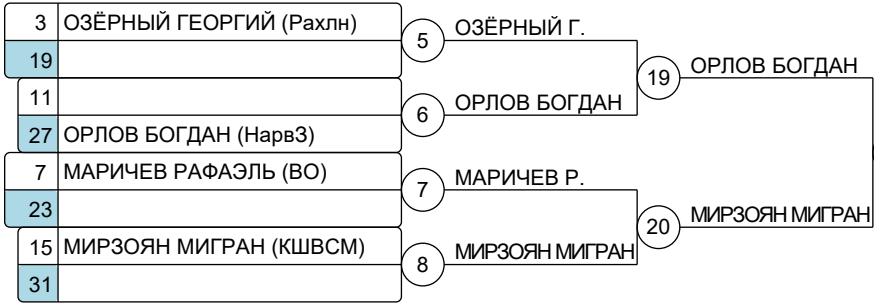 3 ОЗЁРНЫЙ ГЕОРГИЙ (Рахлн)
5 ОЗЁРНЫЙ Г.
19
19 ОРЛОВ БОГДАН
11
6 ОРЛОВ БОГДАН
27 ОРЛОВ БОГДАН (Нарв3)
7 МАРИЧЕВ РАФАЭЛЬ (ВО)
7 МАРИЧЕВ Р.
23
20 МИРЗОЯН МИГРАН
15 МИРЗОЯН МИГРАН (КШВСМ)
8 МИРЗОЯН МИГРАН
31